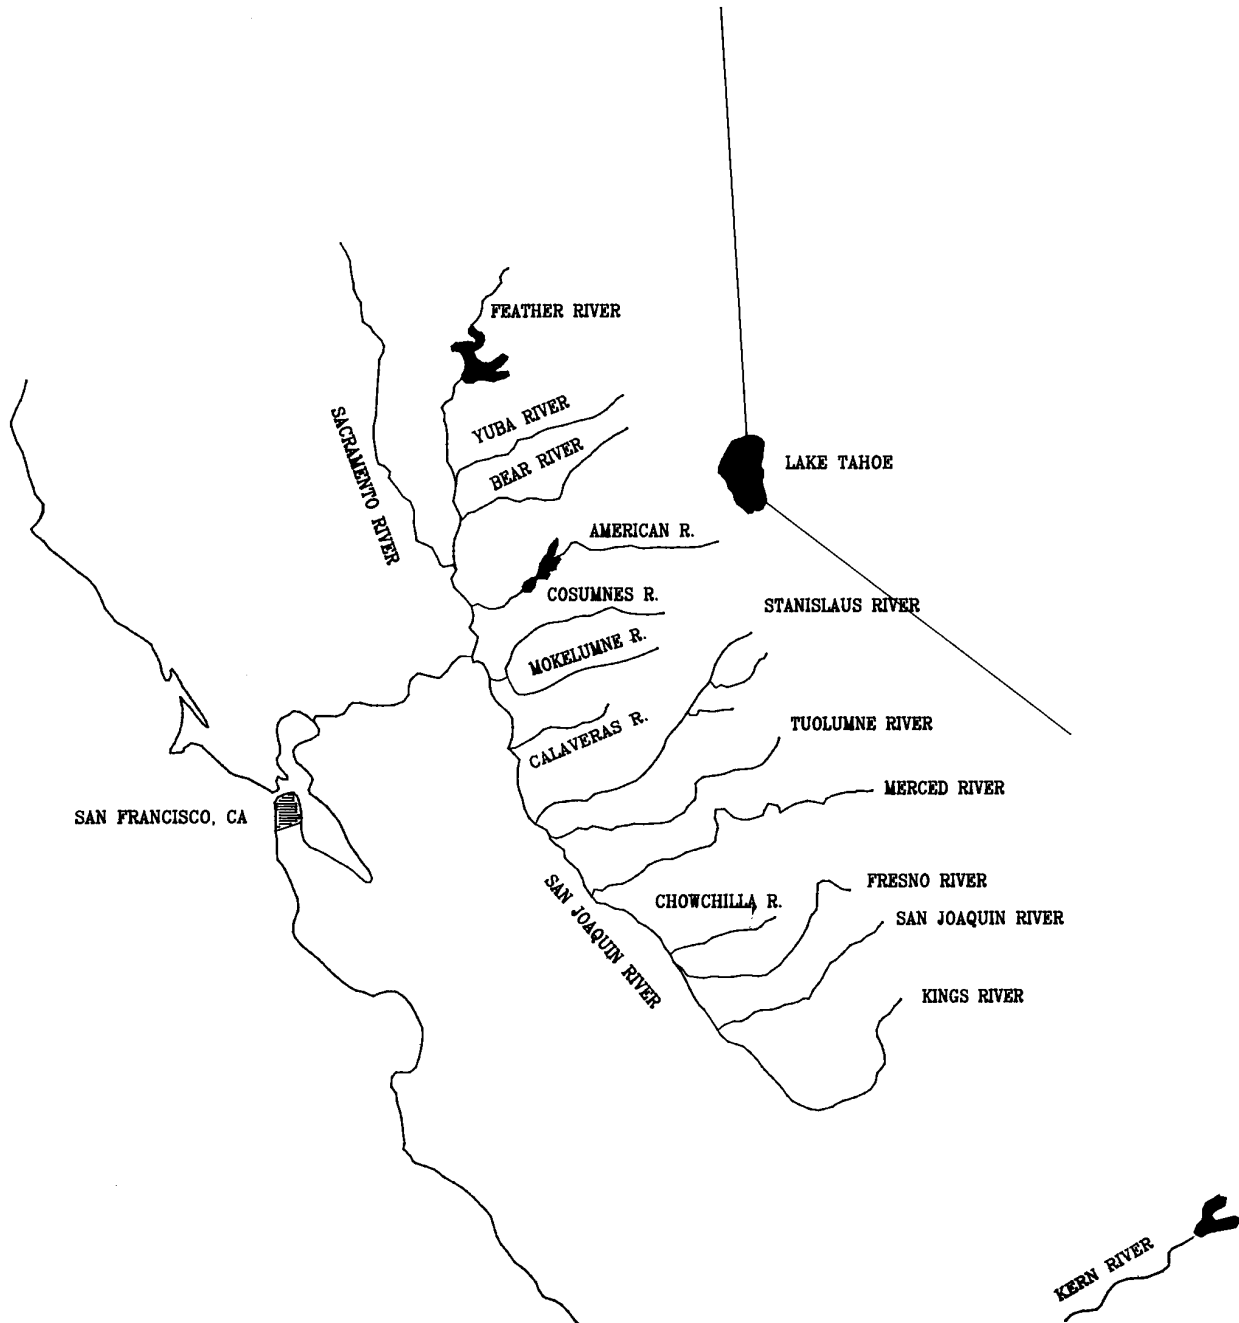 FEATHER RIVER
YUBA RIVER
SACRAMENTO RIVER
BEAR RIVER
LAKE TAHOE
AMERICAN R.
COSUMNES R.
STANISLAUS RIVER
MOKELUMNE R.
TUOLUMNE RIVER
CALAVERAS R.
MERCED RIVER
SAN FRANCISCO, CA
FRESNO RIVER
CHOWCHILLA R.
SAN JOAQUIN RIVER
SAN JOAQUIN RIVER
KINGS RIVER
KERN RIVER